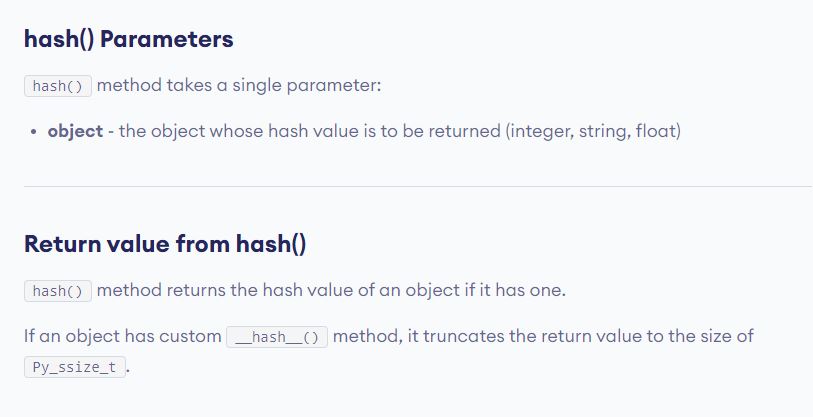 hash() Parameters
hash() method takes a single parameter:
• object - the object whose hash value is to be returned (integer, string, float)
Return value from hash()
hash() method returns the hash value of an object if it has one.
If an object has custom __hash__() method, it truncates the return value to the size of
Py_ssize_t.